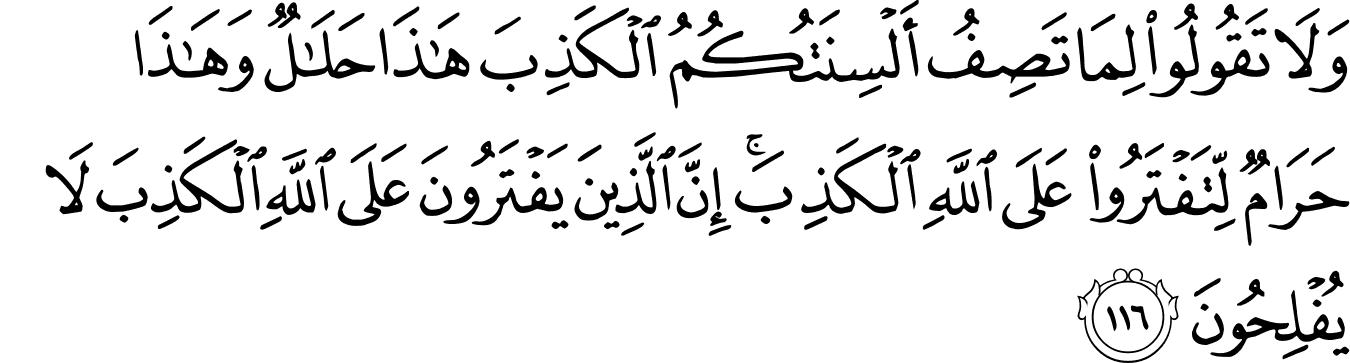 وَلَا تَقُولُوا۟ لِمَا تَصِفُ أَلْسِنَتُكُمُ ٱلْكَذِبَ هَـٰذَا حَلَـٰلٌ وَهَـٰذَا
حَرَامٌ لِّتَفْتَرُوا۟ عَلَى ٱللَّهِ ٱلْكَذِبَ ۚ إِنَّ ٱلَّذِينَ يَفْتَرُونَ عَلَى ٱللَّهِ ٱلْكَذِبَ لَا
يُفْلِحُونَ ١١٦